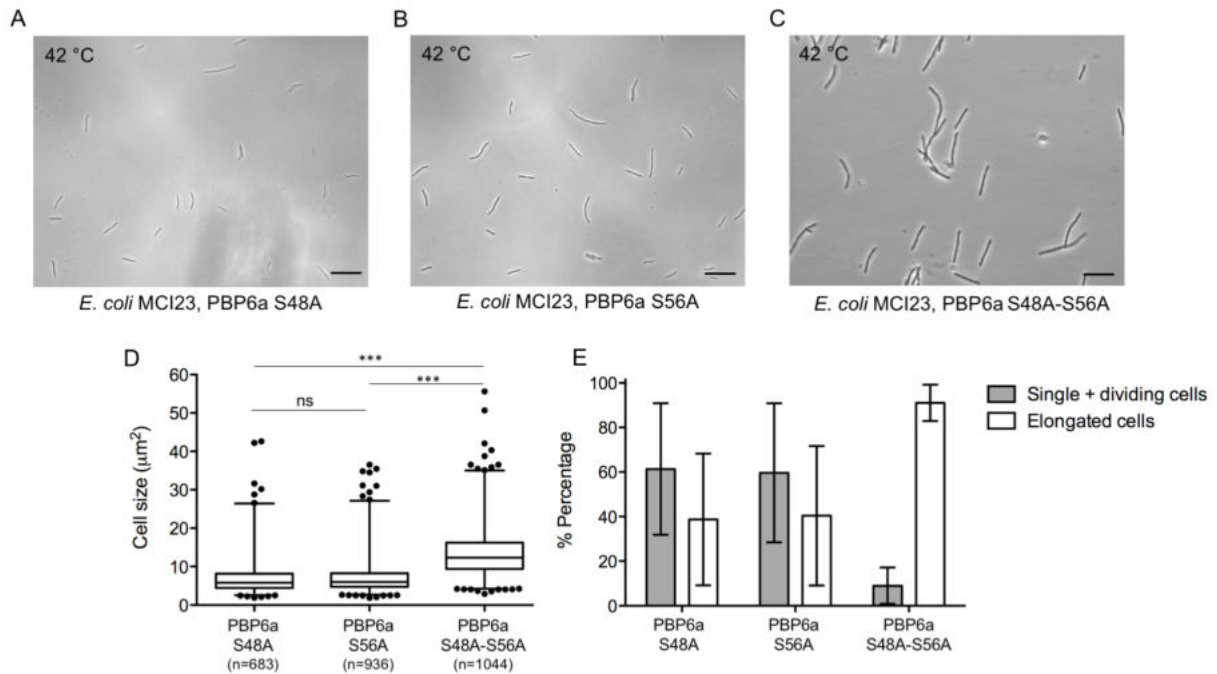 A
B
C
42 °C
42 °C
42 °C
E. coli MCI23, PBP6a S48A
E. coli MCI23, PBP6a S56A
E. coli MCI23, PBP6a S48A-S56A
D
***
***
ns
60
50
40
30
20
10
0
Cell size (µm²)
PBP6a
S48A
(n=683)
PBP6a
S56A
(n=936)
PBP6a
S48A-S56A
(n=1044)
E
100
80
60
40
20
0
% Percentage
Single + dividing cells
Elongated cells
PBP6a
S48A
PBP6a
S56A
PBP6a
S48A-S56A